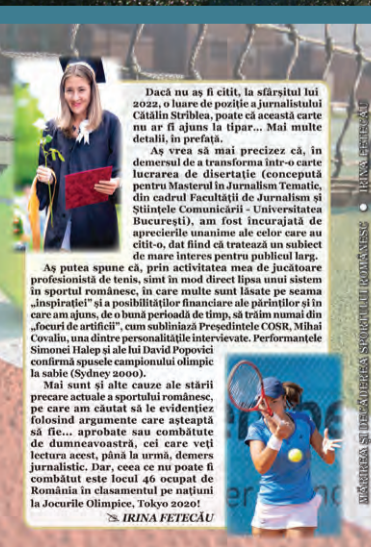 Dacă nu aș fi citit, la sfârșitul lui
2022, o luare de poziție a jurnalistului
Cătălin Striblea, poate că această carte
nu ar fi ajuns la tipar... Mai multe
detalii, în prefață.
Aș vrea să mai precizez că, în
demersul de a transforma într-o carte
lucrarea de disertație (concepută
pentru Masterul în Jurnalism Tematic,
din cadrul Facultății de Jurnalism și
Științele Comunicării - Universitatea
București), am fost încurajată de
aprecierile unanime ale celor care au
citit-o, dat fiind că tratează un subiect
de mare interes pentru publicul larg.
Aș putea spune că, prin activitatea mea de jucătoare
profesionistă de tenis, simt în mod direct lipsa unui sistem
în sportul românesc, în care multe sunt lăsate pe seama
„inspirației” și a posibilităților financiare ale părinților și în
care am ajuns, de o bună perioadă de timp, să trăim numai din
„focuri de artificii”, cum subliniază Președintele COSR, Mihai
Covaliu, una dintre personalitățile intervievate. Performanțele
Simonei Halep și ale lui David Popovici
confirmă spusele campionului olimpic
la sabie (Sydney 2000).
Mai sunt și alte cauze ale stării
precare actuale a sportului românesc,
pe care am căutat să le evidențiez
folosind argumente care așteaptă
să fie... aprobate sau combătute
de dumneavoastră, cei care veți
lectura acest, până la urmă, demers
jurnalistic. Dar, ceea ce nu poate fi
combătut este locul 46 ocupat de
România în clasamentul pe națiuni
la Jocurile Olimpice, Tokyo 2020!
IRINA FETECĂU
MĂRIREA ȘI DECĂDEREA SPORTULUI ROMÂNESC • IRINA FETECĂU